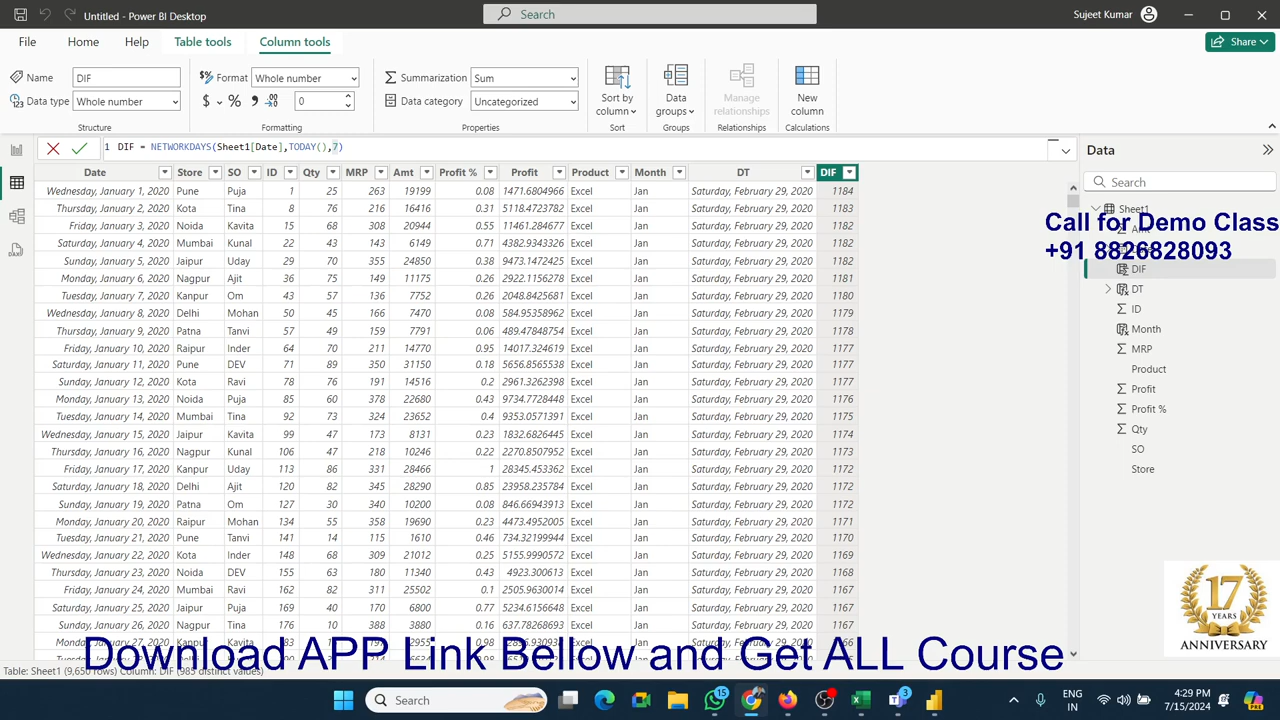 Untitled - Power BI Desktop
Search
Sujeet Kumar
File Home Help Table tools Column tools
Share
Name DIF
Format Whole number
Summarization Sum
Data type Whole number
$ % 0
Data category Uncategorized
Sort by column
Data groups
Manage relationships
New column
Structure Formatting Properties Sort Groups Relationships Calculations
1 DIF = NETWORKDAYS(Sheet1[Date],TODAY(),7)
Date Store SO ID Qty MRP Amt Profit % Profit Product Month DT DIF
Wednesday, January 1, 2020 Pune Puja 1 25 263 19199 0.08 1471.6804966 Excel Jan Saturday, February 29, 2020 1184
Thursday, January 2, 2020 Kota Tina 8 76 216 16416 0.31 5118.4723782 Excel Jan Saturday, February 29, 2020 1183
Friday, January 3, 2020 Noida Kavita 15 68 308 20944 0.55 11461.284677 Excel Jan Saturday, February 29, 2020 1182
Saturday, January 4, 2020 Mumbai Kunal 22 43 143 6149 0.71 4382.9343326 Excel Jan Saturday, February 29, 2020 1182
Sunday, January 5, 2020 Jaipur Uday 29 70 355 24850 0.38 9473.1472425 Excel Jan Saturday, February 29, 2020 1182
Monday, January 6, 2020 Nagpur Ajit 36 75 149 11175 0.26 2922.1156278 Excel Jan Saturday, February 29, 2020 1181
Tuesday, January 7, 2020 Kanpur Om 43 57 136 7752 0.26 2048.8425681 Excel Jan Saturday, February 29, 2020 1180
Wednesday, January 8, 2020 Delhi Mohan 50 45 166 7470 0.08 584.95358962 Excel Jan Saturday, February 29, 2020 1179
Thursday, January 9, 2020 Patna Tanvi 57 49 159 7791 0.06 489.47848754 Excel Jan Saturday, February 29, 2020 1178
Friday, January 10, 2020 Raipur Inder 64 70 211 14770 0.95 14017.324619 Excel Jan Saturday, February 29, 2020 1177
Saturday, January 11, 2020 Pune DEV 71 89 350 31150 0.18 5656.8565538 Excel Jan Saturday, February 29, 2020 1177
Sunday, January 12, 2020 Kota Ravi 78 76 191 14516 0.2 2961.3262398 Excel Jan Saturday, February 29, 2020 1177
Monday, January 13, 2020 Noida Puja 85 60 378 22680 0.43 9734.7728448 Excel Jan Saturday, February 29, 2020 1176
Tuesday, January 14, 2020 Mumbai Tina 92 73 324 23652 0.4 9353.0571391 Excel Jan Saturday, February 29, 2020 1175
Wednesday, January 15, 2020 Jaipur Kavita 99 47 173 8131 0.23 1832.6826445 Excel Jan Saturday, February 29, 2020 1174
Thursday, January 16, 2020 Nagpur Kunal 106 47 218 10246 0.22 2270.8851452 Excel Jan Saturday, February 29, 2020 1173
Friday, January 17, 2020 Kanpur Uday 113 86 331 28466 1 28345.453362 Excel Jan Saturday, February 29, 2020 1172
Saturday, January 18, 2020 Delhi Ajit 120 82 345 28290 0.85 23958.235784 Excel Jan Saturday, February 29, 2020 1172
Sunday, January 19, 2020 Patna Om 127 30 340 10200 0.08 846.66943913 Excel Jan Saturday, February 29, 2020 1172
Monday, January 20, 2020 Raipur Mohan 134 55 358 19690 0.23 4473.4952005 Excel Jan Saturday, February 29, 2020 1171
Tuesday, January 21, 2020 Pune Tanvi 141 14 115 1610 0.46 734.32199944 Excel Jan Saturday, February 29, 2020 1170
Wednesday, January 22, 2020 Kota Inder 148 68 309 21012 0.25 5155.9990572 Excel Jan Saturday, February 29, 2020 1169
Thursday, January 23, 2020 Noida DEV 155 63 180 11340 0.43 4923.300613 Excel Jan Saturday, February 29, 2020 1168
Friday, January 24, 2020 Mumbai Ravi 162 82 311 25502 0.1 2505.9630014 Excel Jan Saturday, February 29, 2020 1167
Saturday, January 25, 2020 Jaipur Puja 169 40 170 6800 0.77 5234.6156648 Excel Jan Saturday, February 29, 2020 1167
Sunday, January 26, 2020 Nagpur Tina 176 10 388 3880 0.16 637.78268693 Excel Jan Saturday, February 29, 2020 1167
Data
Search
Sheet1
Call for Demo Class
+91 8826828093
DIF
DT
ID
Month
MRP
Product
Profit
Profit %
Qty
SO
Store
17
YEARS
ANNIVERSARY
Download APP Link Bellow and Get ALL Course
Table: Sheet1 (9,650 rows) Column: DIF (985 distinct values)
Search
15
3
ENG
IN
4:29 PM
7/15/2024